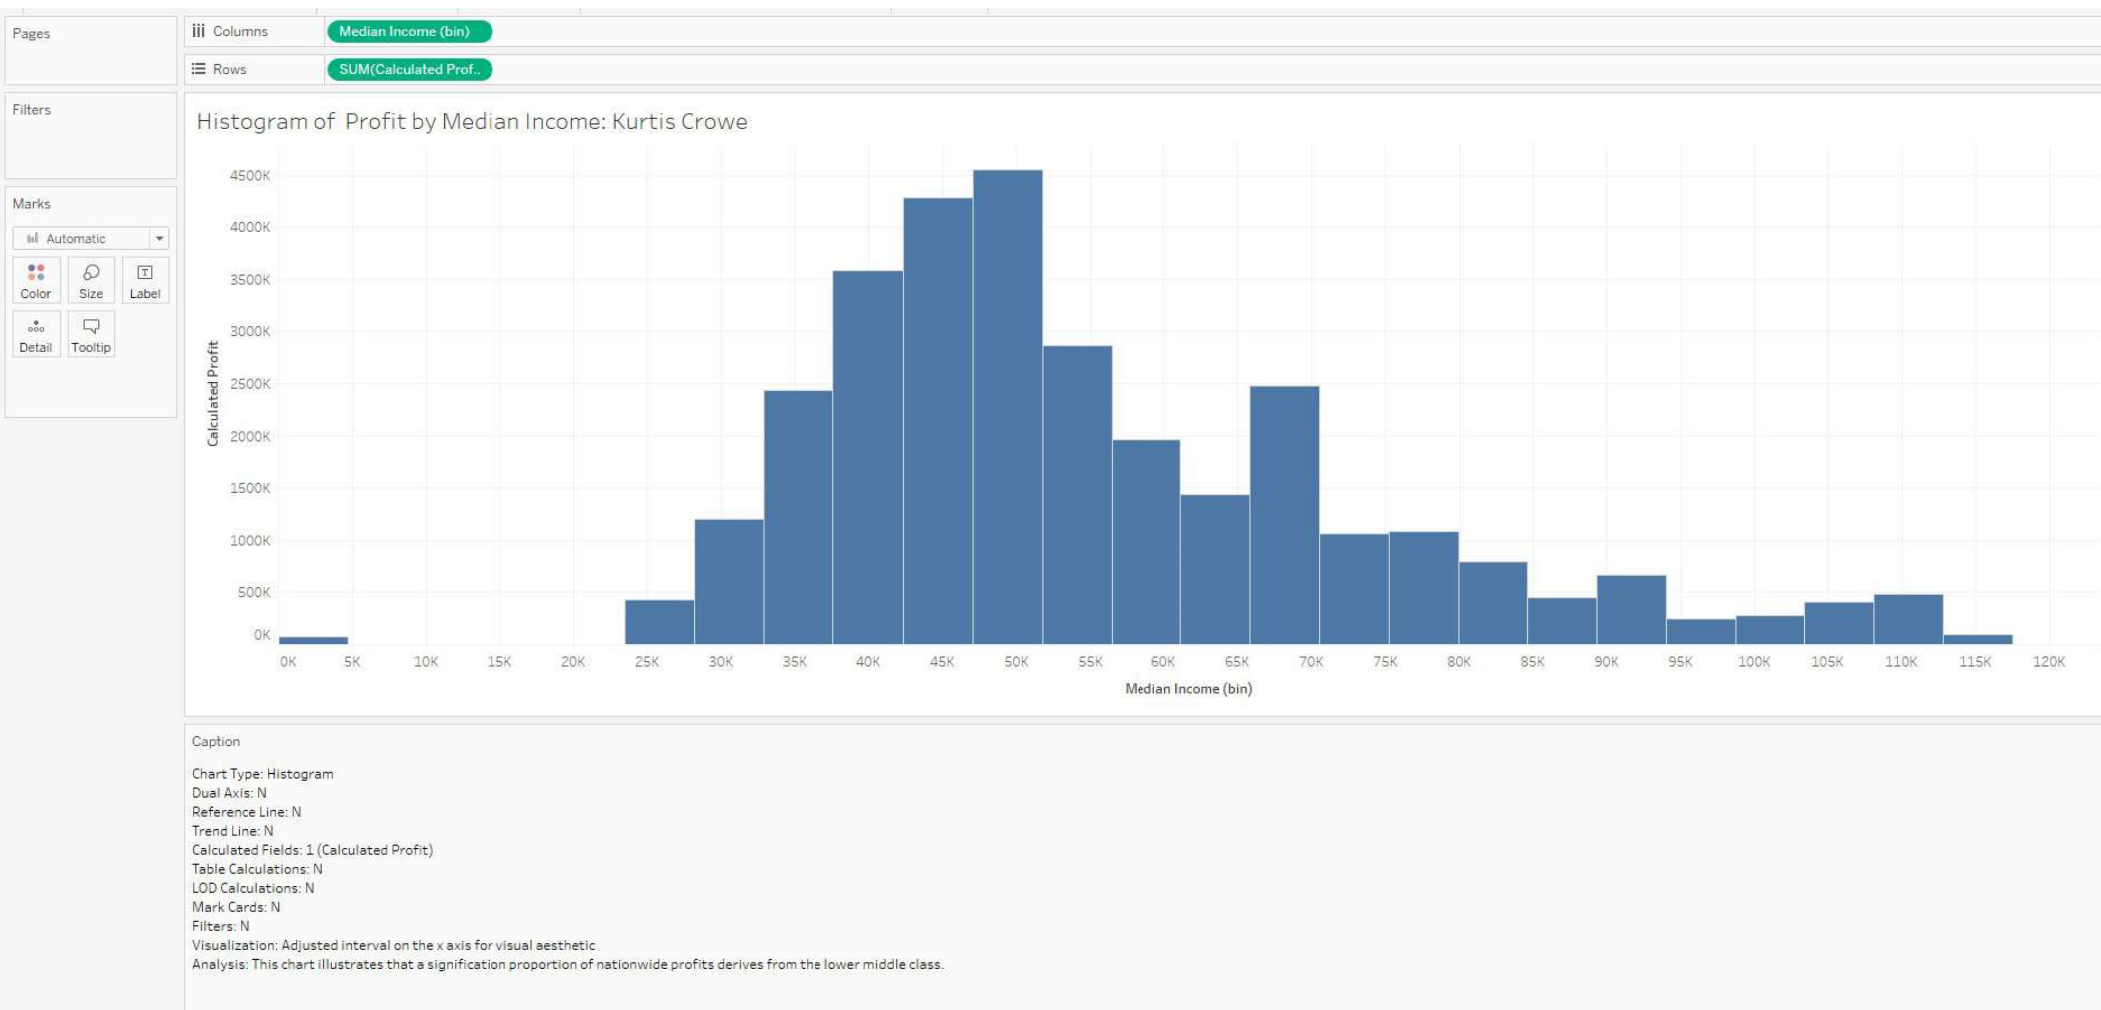 Pages
Columns
Median Income (bin)
Rows
SUM(Calculated Prof..
Filters
Marks
Automatic
Color
Size
Label
Detail
Tooltip
Histogram of Profit by Median Income: Kurtis Crowe
Calculated Profit
4500K
4000K
3500K
3000K
2500K
2000K
1500K
1000K
500K
0K
0K 5K 10K 15K 20K 25K 30K 35K 40K 45K 50K 55K 60K 65K 70K 75K 80K 85K 90K 95K 100K 105K 110K 115K 120K
Median Income (bin)
Caption
Chart Type: Histogram
Dual Axis: N
Reference Line: N
Trend Line: N
Calculated Fields: 1 (Calculated Profit)
Table Calculations: N
LOD Calculations: N
Mark Cards: N
Filters: N
Visualization: Adjusted interval on the x axis for visual aesthetic
Analysis: This chart illustrates that a signification proportion of nationwide profits derives from the lower middle class.